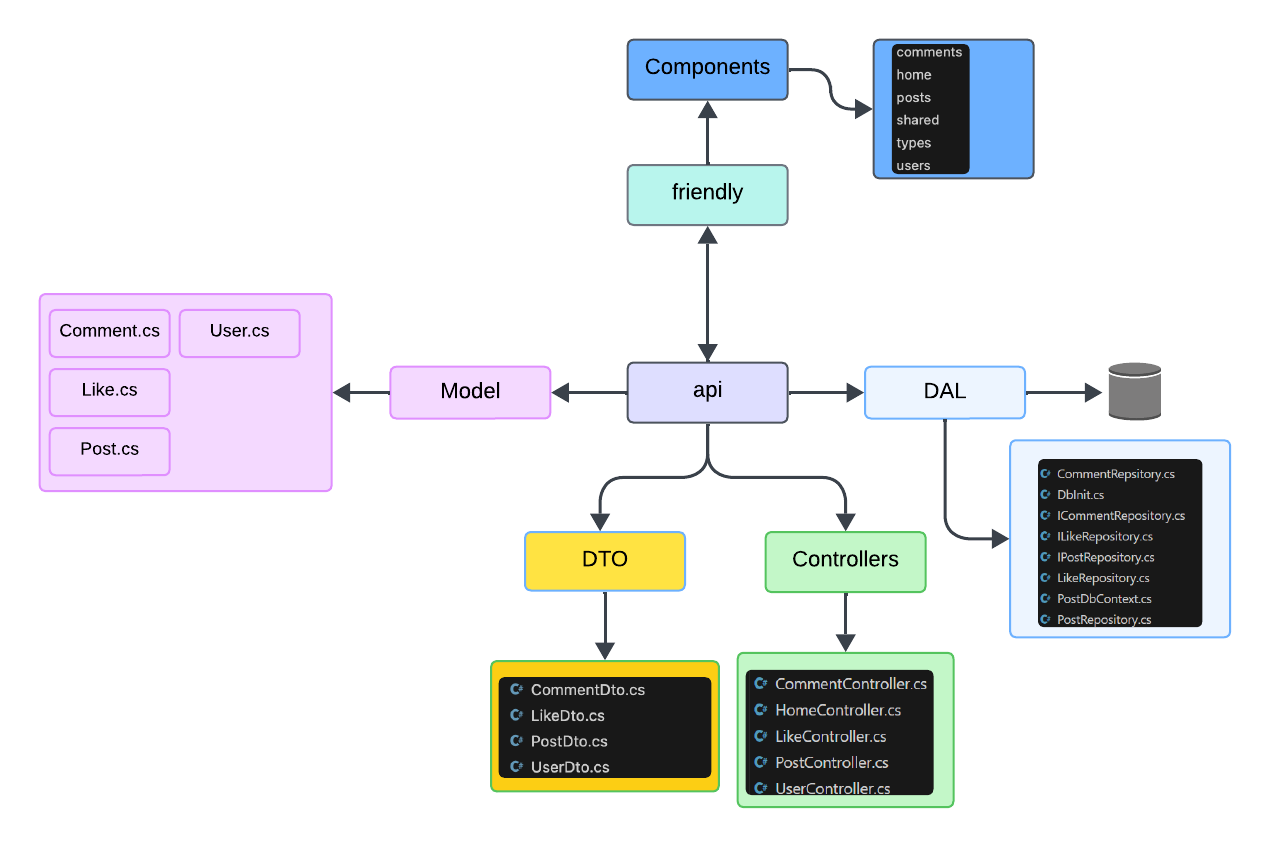 Components
comments
home
posts
shared
types
users
friendly
Comment.cs
User.cs
Like.cs
Post.cs
Model
api
DAL
CommentRepsitory.cs
DbInit.cs
ICommentRepository.cs
ILikeRepository.cs
IPostRepository.cs
LikeRepository.cs
PostDbContext.cs
PostRepository.cs
DTO
Controllers
CommentDto.cs
LikeDto.cs
PostDto.cs
UserDto.cs
CommentController.cs
HomeController.cs
LikeController.cs
PostController.cs
UserController.cs